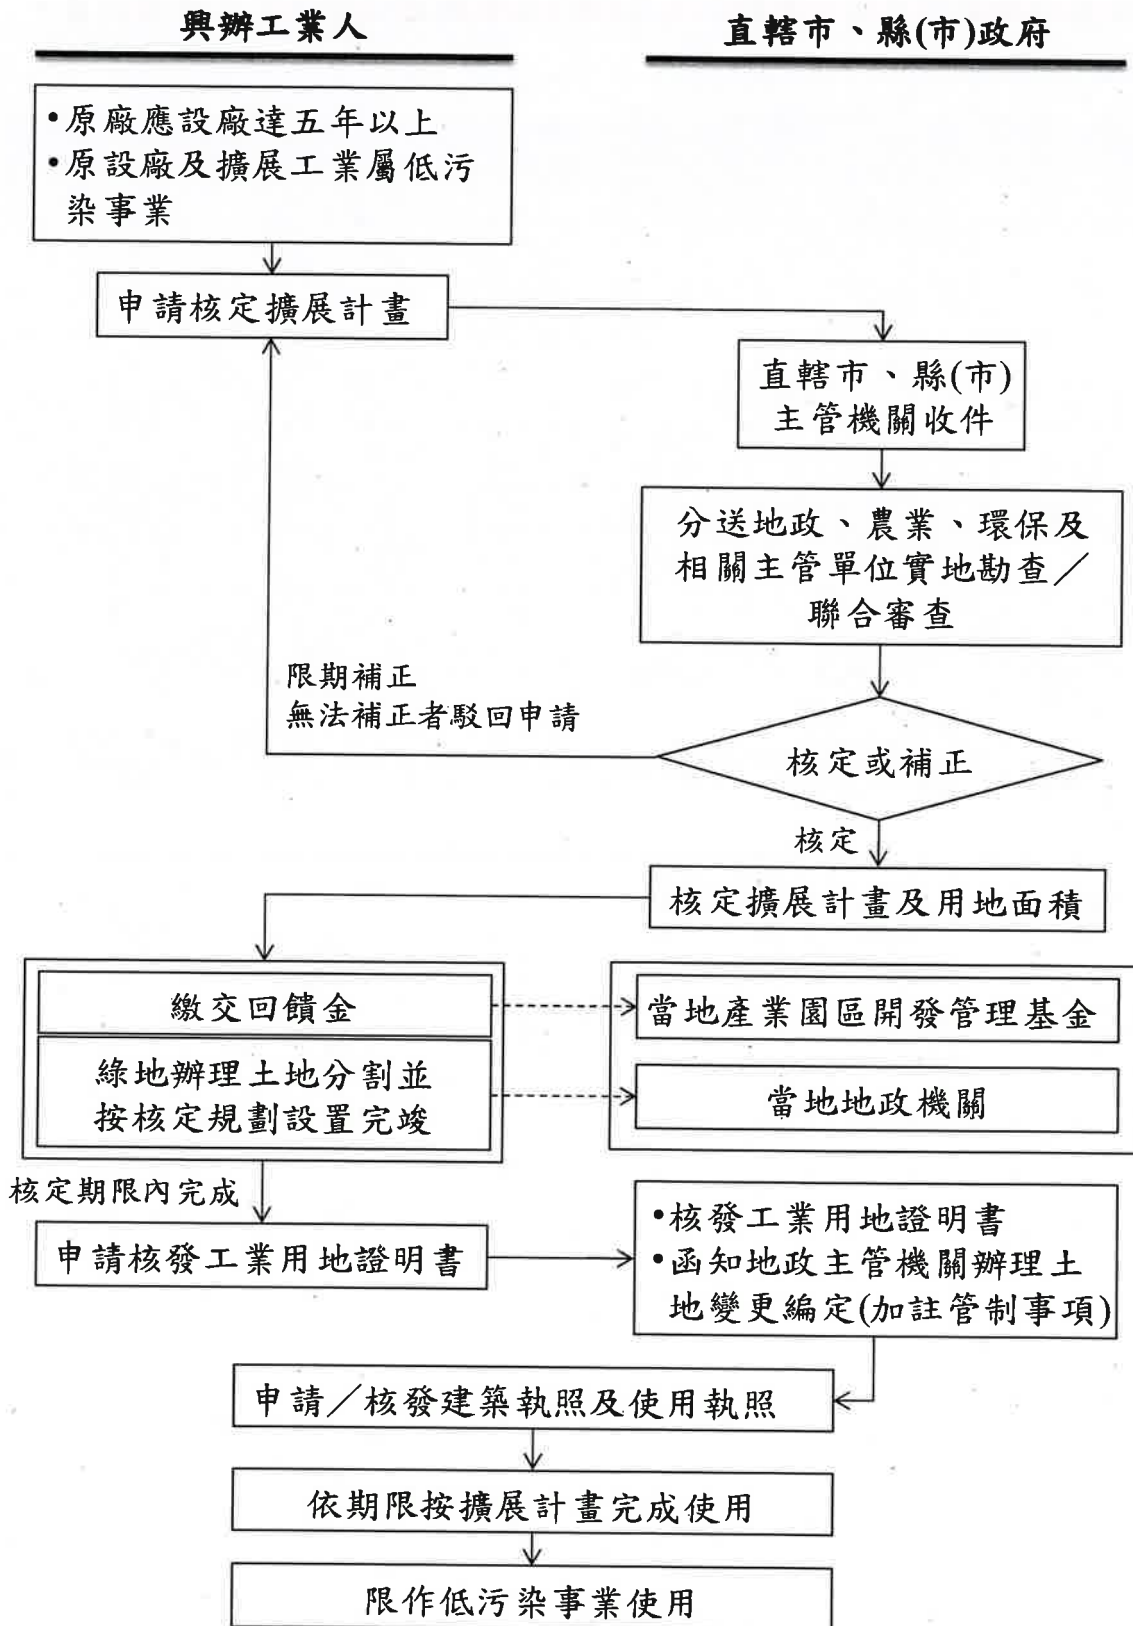 興辦工業人
直轄市、縣(市)政府
•原廠應設廠達五年以上
•原設廠及擴展工業屬低污
染事業
申請核定擴展計畫
直轄市、縣(市)
主管機關收件
分送地政、農業、環保及
相關主管單位實地勘查／
聯合審查
限期補正
無法補正者駁回申請
核定或補正
核定
核定擴展計畫及用地面積
繳交回饋金
當地產業園區開發管理基金
綠地辦理土地分割並
按核定規劃設置完竣
當地地政機關
核定期限內完成
申請核發工業用地證明書
•核發工業用地證明書
•函知地政主管機關辦理土
地變更編定(加註管制事項)
申請／核發建築執照及使用執照
依期限按擴展計畫完成使用
限作低污染事業使用